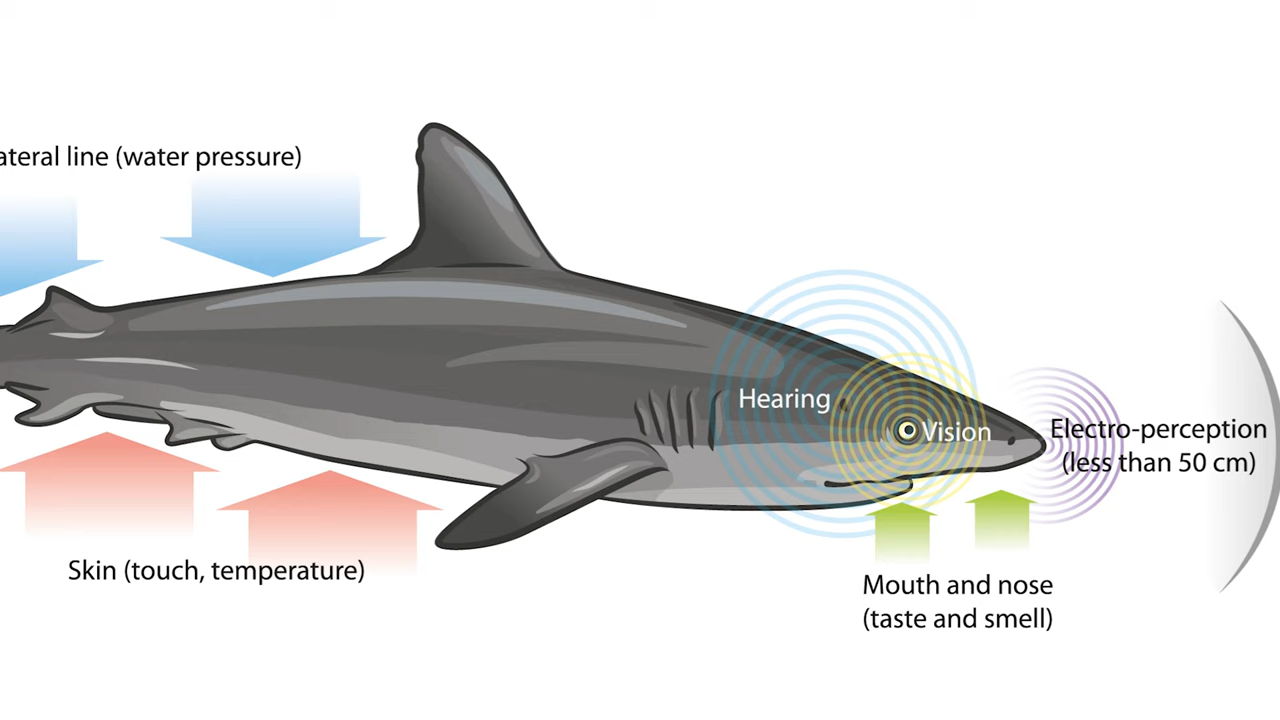 ateral line (water pressure)
Hearing
Vision
Electro-perception
(less than 50 cm)
Skin (touch, temperature)
Mouth and nose
(taste and smell)